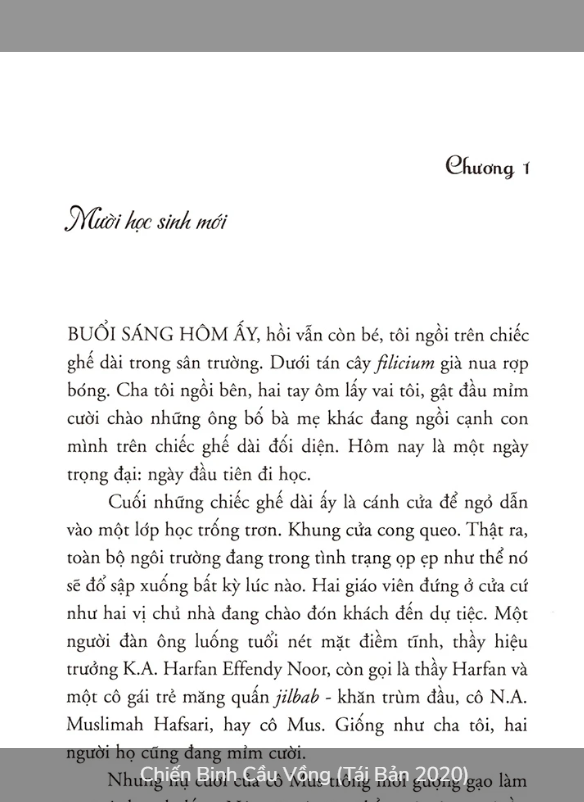 Chương 1
Mười học sinh mới
BUỔI SÁNG HÔM ẤY, hồi vẫn còn bé, tôi ngồi trên chiếc
ghế dài trong sân trường. Dưới tán cây filicium già nua rợp
bóng. Cha tôi ngồi bên, hai tay ôm lấy vai tôi, gật đầu mỉm
cười chào những ông bố bà mẹ khác đang ngồi cạnh con
mình trên chiếc ghế dài đối diện. Hôm nay là một ngày
trọng đại: ngày đầu tiên đi học.
Cuối những chiếc ghế dài ấy là cánh cửa để ngỏ dẫn
vào một lớp học trống trơn. Khung cửa cong queo. Thật ra,
toàn bộ ngôi trường đang trong tình trạng ọp ẹp như thể nó
sẽ đổ sập xuống bất kỳ lúc nào. Hai giáo viên đứng ở cửa cứ
như hai vị chủ nhà đang chào đón khách đến dự tiệc. Một
người đàn ông luống tuổi nét mặt điềm tĩnh, thầy hiệu
trưởng K.A. Harfan Effendy Noor, còn gọi là thầy Harfan và
một cô gái trẻ măng quấn jilbab - khăn trùm đầu, cô N.A.
Muslimah Hafsari, hay cô Mus. Giống như cha tôi, hai
người họ cũng đang mỉm cười.
Nhưng nụ cười của cô Mus trông môi gượng gạo làm
Chiến Binh Cầu Vồng (Tái Bản 2020)